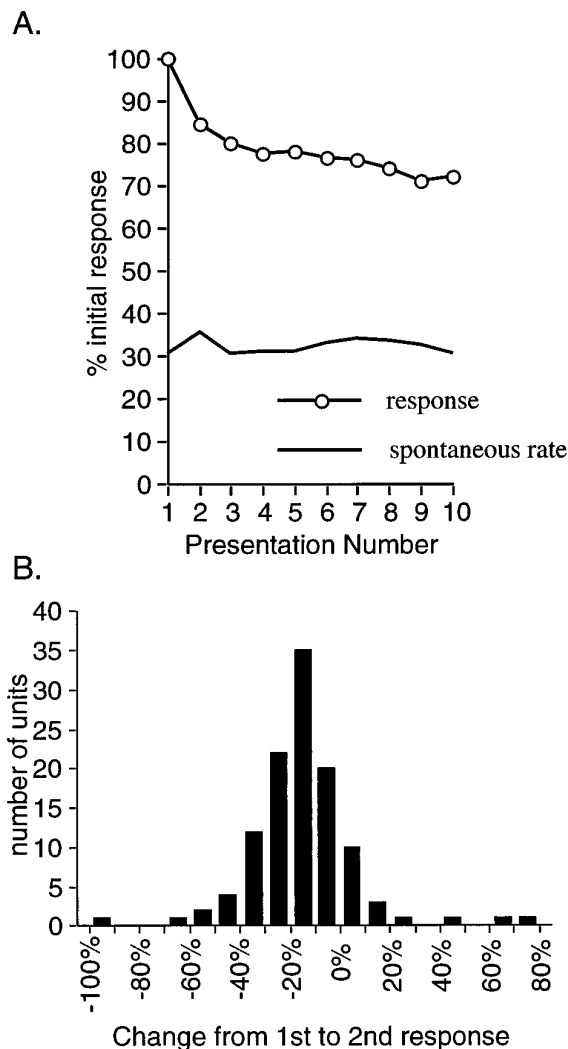 A.
100
90
80
70
60
50
40
30
20
10
0
% initial response
response
spontaneous rate
1 2 3 4 5 6 7 8 9 10
Presentation Number
B.
40
35
30
25
20
15
10
5
0
number of units
-100% -80% -60% -40% -20% 0% 20% 40% 60% 80%
Change from 1st to 2nd response